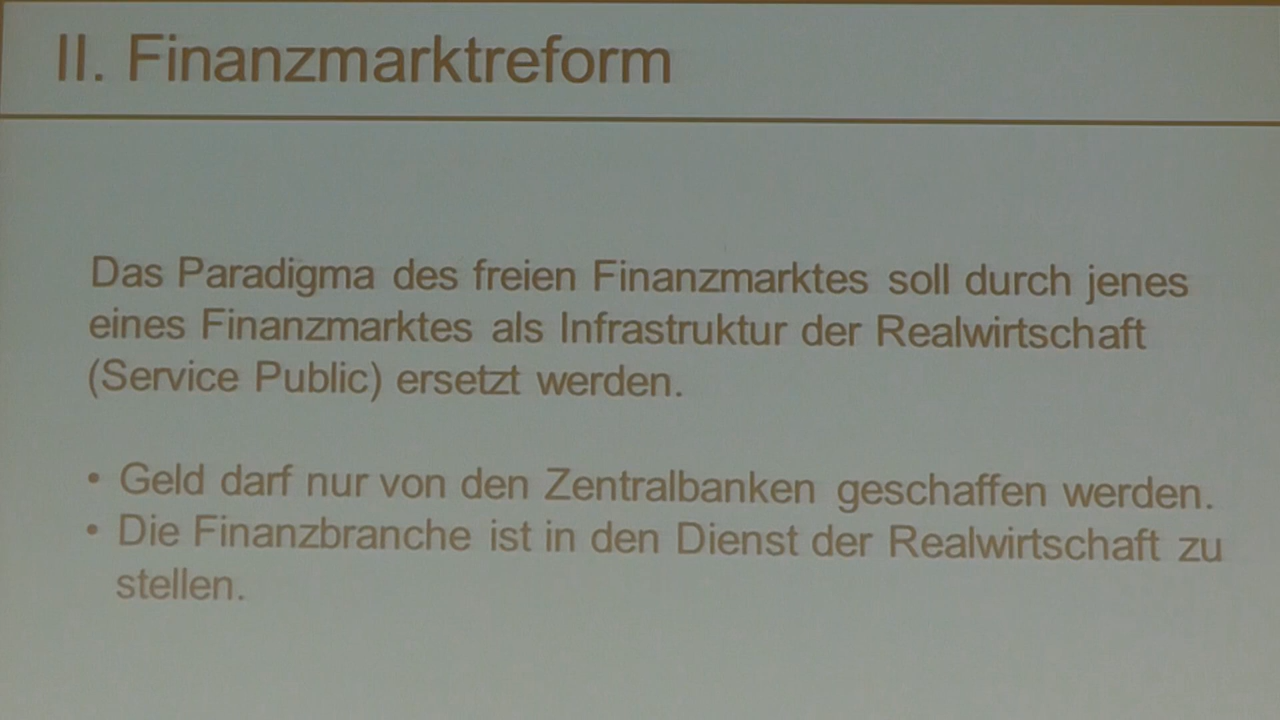 II. Finanzmarktreform
Das Paradigma des freien Finanzmarktes soll durch jenes
eines Finanzmarktes als Infrastruktur der Realwirtschaft
(Service Public) ersetzt werden.
• Geld darf nur von den Zentralbanken geschaffen werden.
• Die Finanzbranche ist in den Dienst der Realwirtschaft zu
stellen.